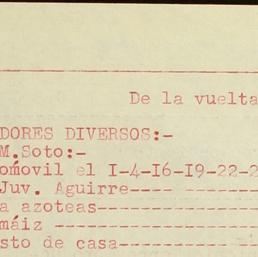 De la vuelta
DORES DIVERSOS:-
M.Soto:-
omovil el I-4-I6-I9-22-2
Juv. Aguirre---- -------
a azoteas---------------
máiz -------------------
sto de casa-------------